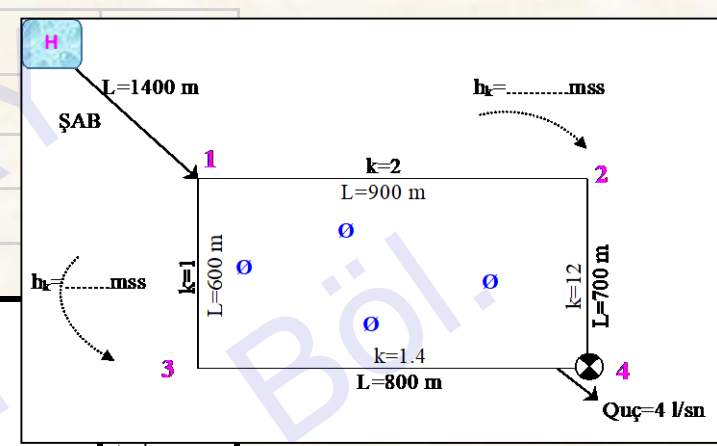 H
L=1400 m
ŞAB
hk=..........mss
1
k=2
L=900 m
2
Ø
Ø
Ø
Ø
hk=..........mss
k=1
L=600 m
k=12
L=700 m
3
k=1.4
L=800 m
4
Quç=4 l/sn
Böl.